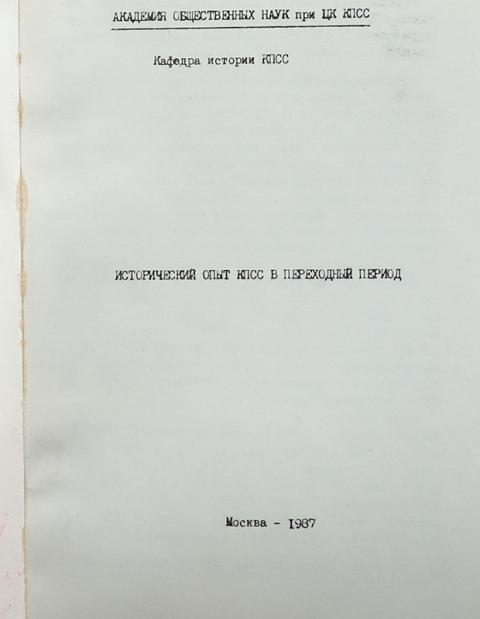 АКАДЕМИЯ ОБЩЕСТВЕННЫХ НАУК при ЦК КПСС
Кафедра истории КПСС
ИСТОРИЧЕСКИЙ ОПЫТ КПСС В ПЕРЕХОДНЫЙ ПЕРИОД
Москва - 1987